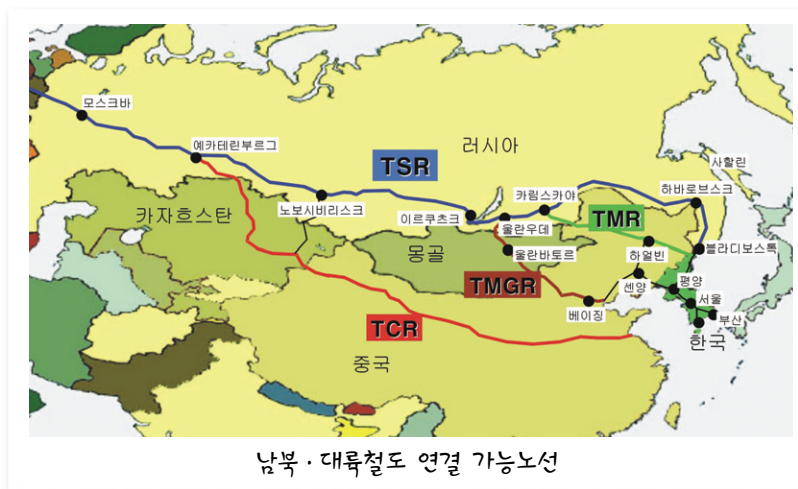 모스크바
예카테린부르그
러시아
사할린
TSR
카림스카야
하바로브스크
카자흐스탄
노보시비리스크
이르쿠츠크
TMR
울란우데
몽골
울란바토르
하얼빈
블라디보스톡
TMGR
센양
평양
서울
베이징
부산
TCR
한국
중국
남북·대륙철도 연결 가능노선